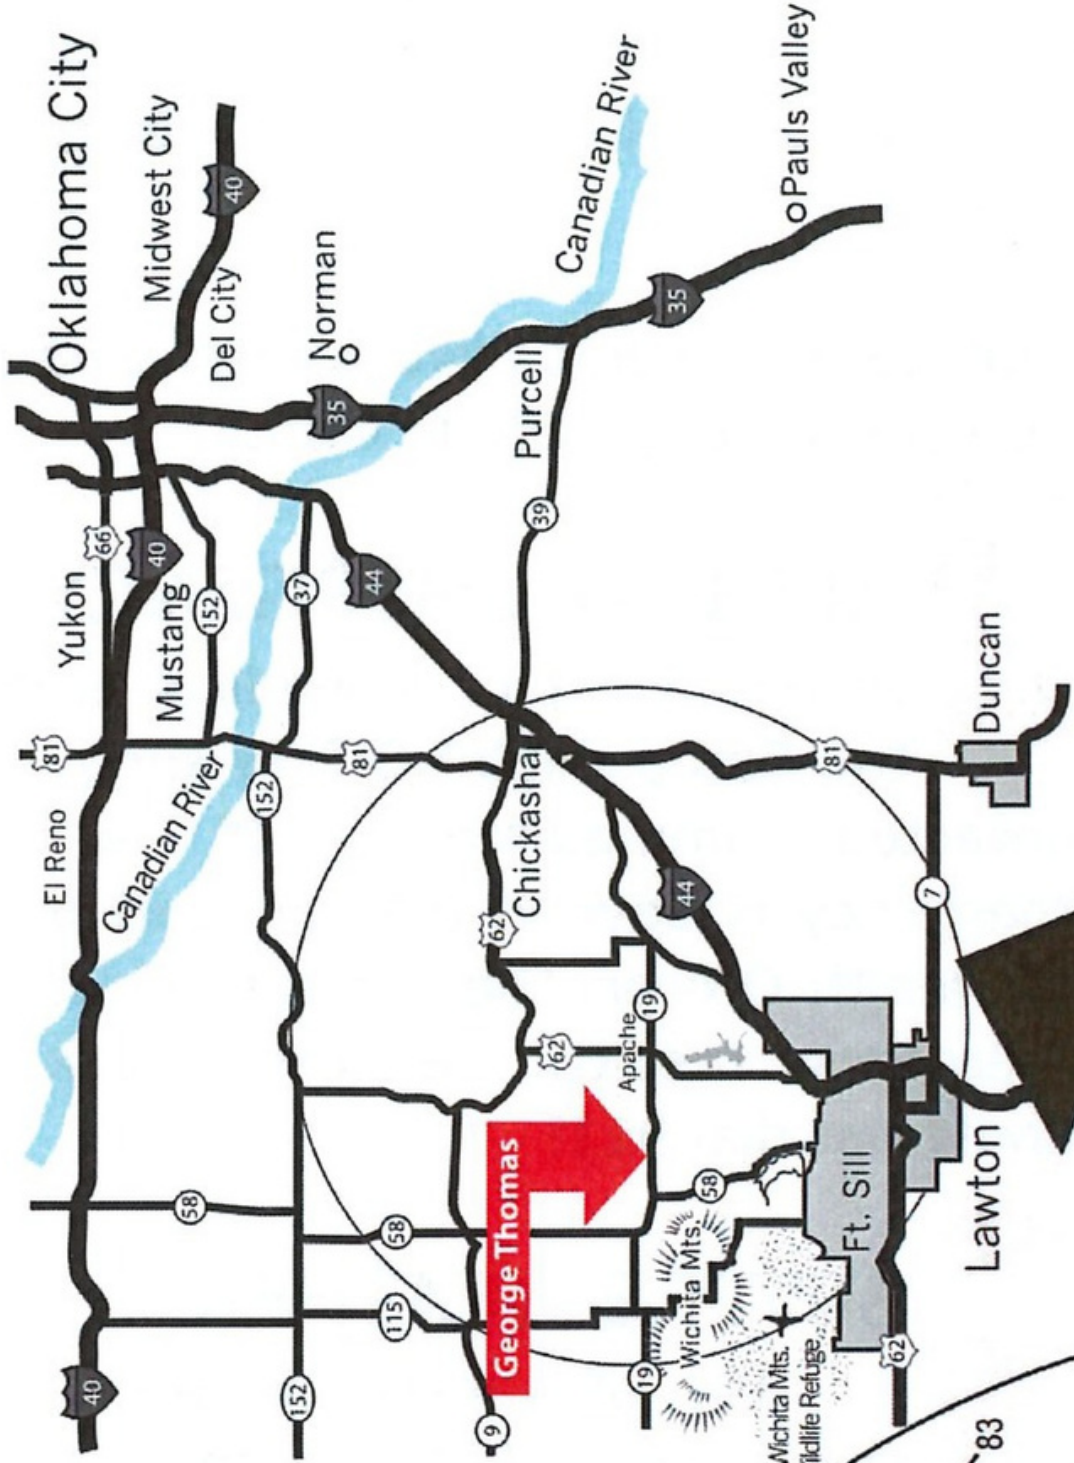 Oklahoma City
Midwest City
Del City
40
Norman
35
Canadian River
35
Pauls Valley
Purcell
39
66
40
Yukon
Mustang
152
37
44
81
El Reno
Canadian River
152
81
Chickasha
62
81
Duncan
44
7
19
Apache
62
George Thomas
58
58
58
115
Wichita Mts.
Ft. Sill
Lawton
62
40
152
9
19
Wichita Mts.
ildlife Refuge
83